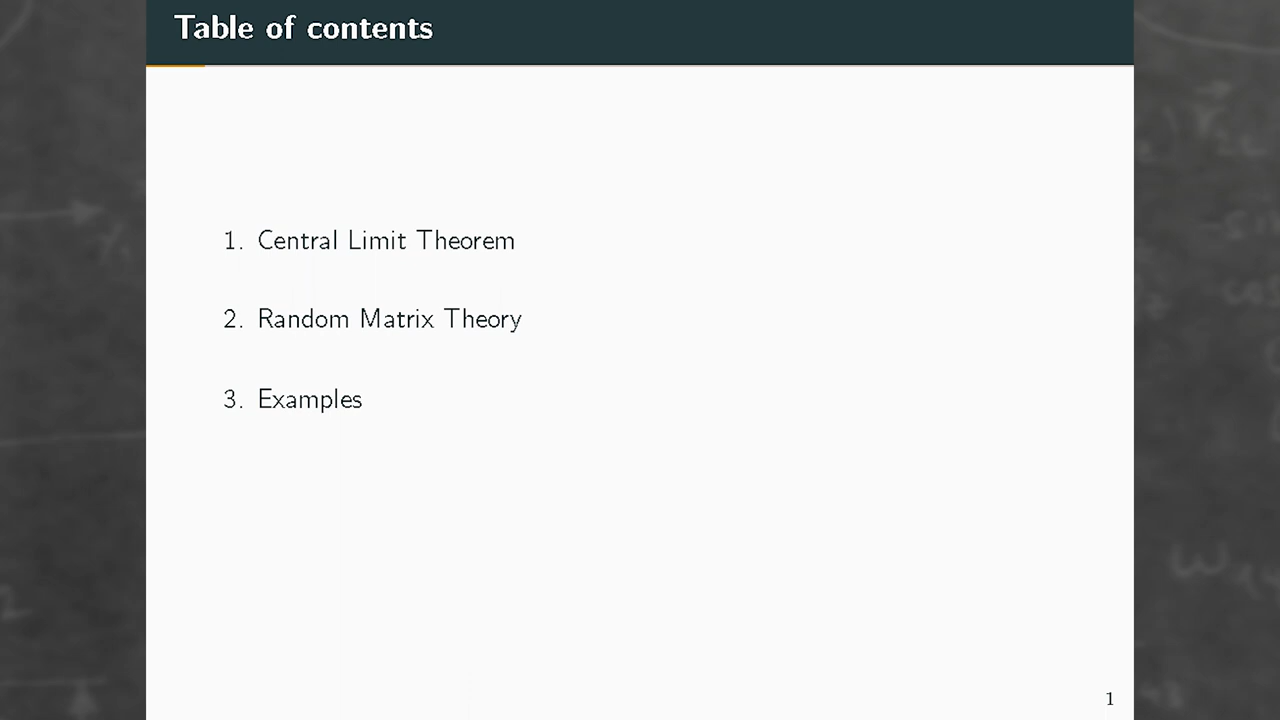 Table of contents
1. Central Limit Theorem
2. Random Matrix Theory
3. Examples
1